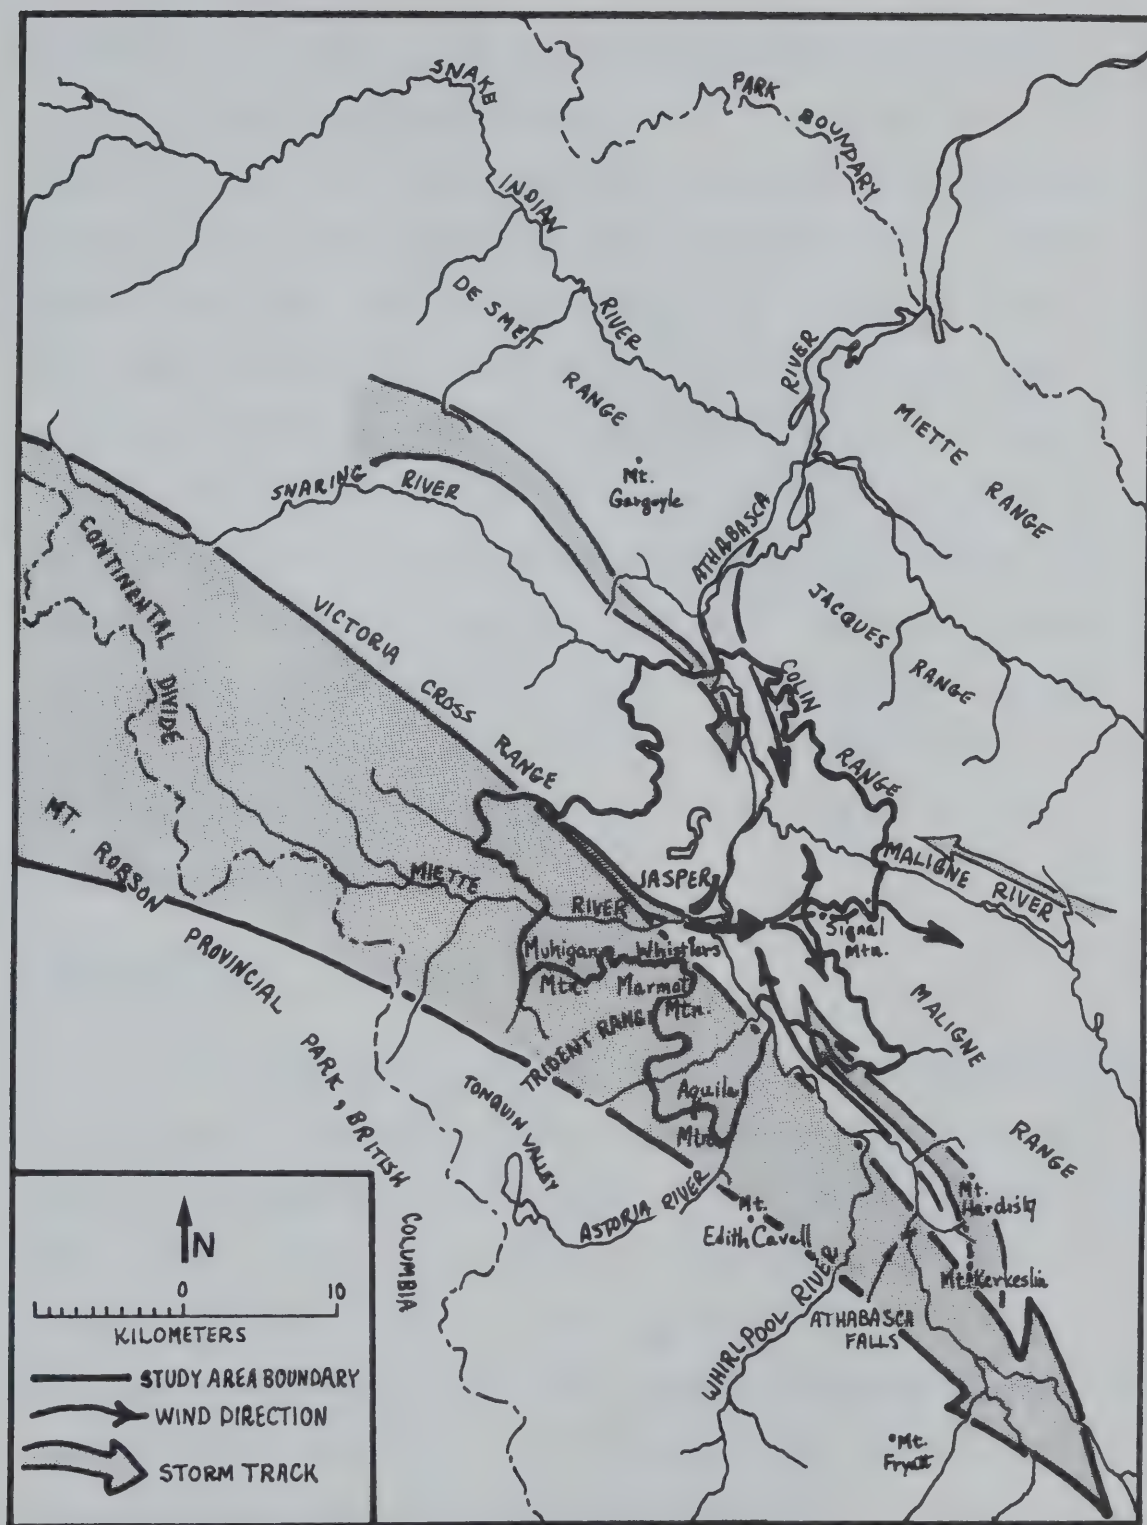 SNAKE
INDIAN
RIVER
PARK
BOUNDARY
DE SMET
RANGE
RIVER
MIETTE
RANGE
Mt.
Gargoyle
SNARING RIVER
ATHABASCA
CONTINENTAL
DIVIDE
VICTORIA
CROSS
RANGE
JACQUES
RANGE
COLIN
RANGE
MT.
ROBSON
PROVINCIAL
PARK, BRITISH
COLUMBIA
MIETTE
RIVER
JASPER
MALIGNE RIVER
Signal
Mtn.
Muhigan
Mtn.
Whistlers
Marmot
Mtn.
TRIDENT RANGE
MALIGNE
RANGE
TONQUIN VALLEY
Aquila
Mtn.
ASTORIA RIVER
Mt.
Edith Cavell
Mt.
Hardisty
Mt. Kerkeslin
WHIRLPOOL RIVER
ATHABASCA
FALLS
Mt.
Fryatt
N
0 10
KILOMETERS
STUDY AREA BOUNDARY
WIND DIRECTION
STORM TRACK